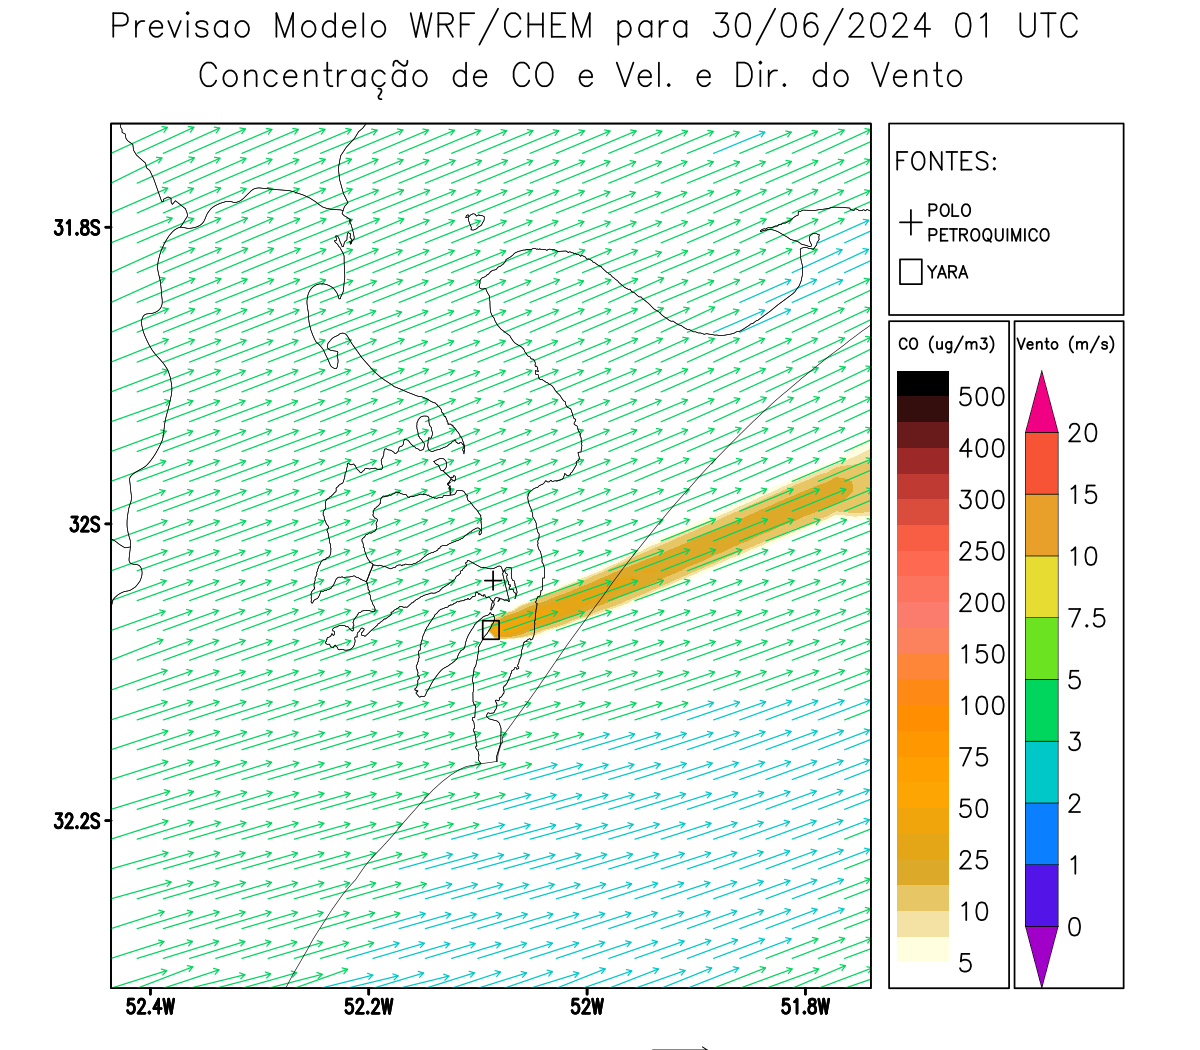 Previsao Modelo WRF/CHEM para 30/06/2024 01 UTC
Concentração de CO e Vel. e Dir. do Vento
FONTES:
POLO
PETROQUIMICO
YARA
CO (ug/m3)
500
400
300
250
200
150
100
75
50
25
10
5
Vento (m/s)
20
15
10
7.5
5
3
2
1
0
31.8S
32S
32.2S
52.4W 52.2W 52W 51.8W